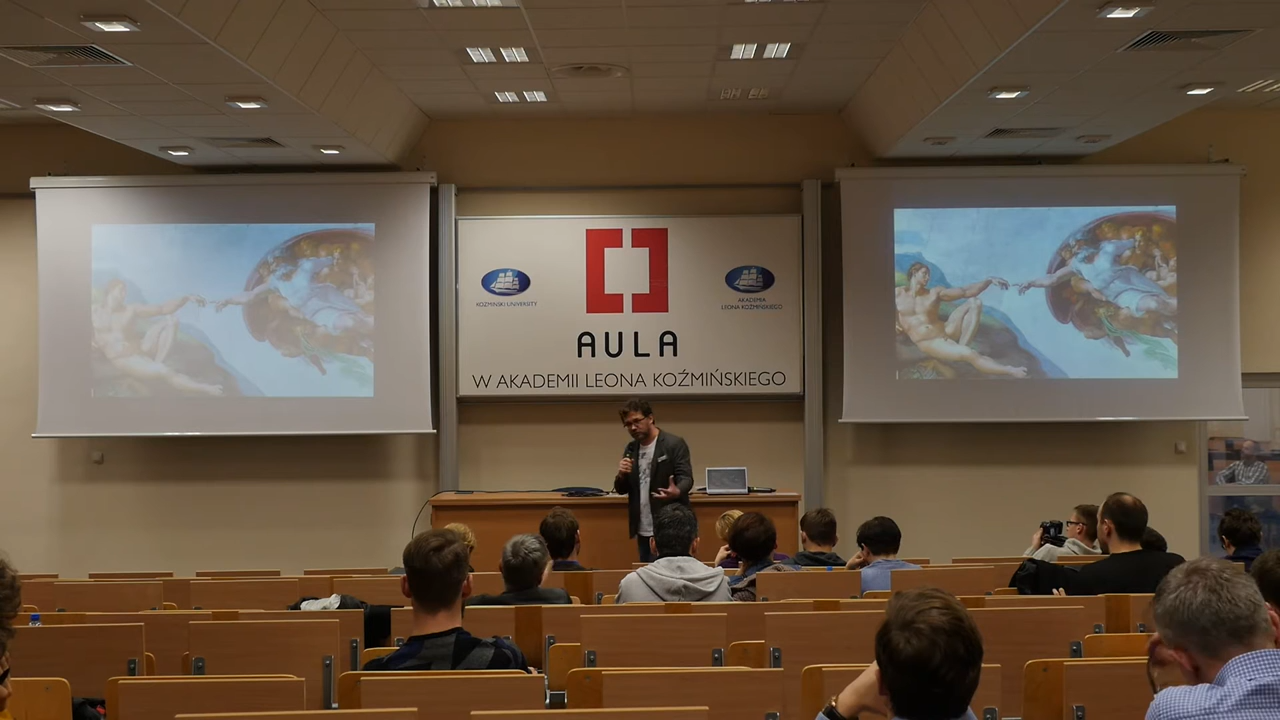 KOZMINSKI UNIVERSITY
AKADEMIA
LEONA KOŹMIŃSKIEGO
AULA
W AKADEMII LEONA KOŹMIŃSKIEGO